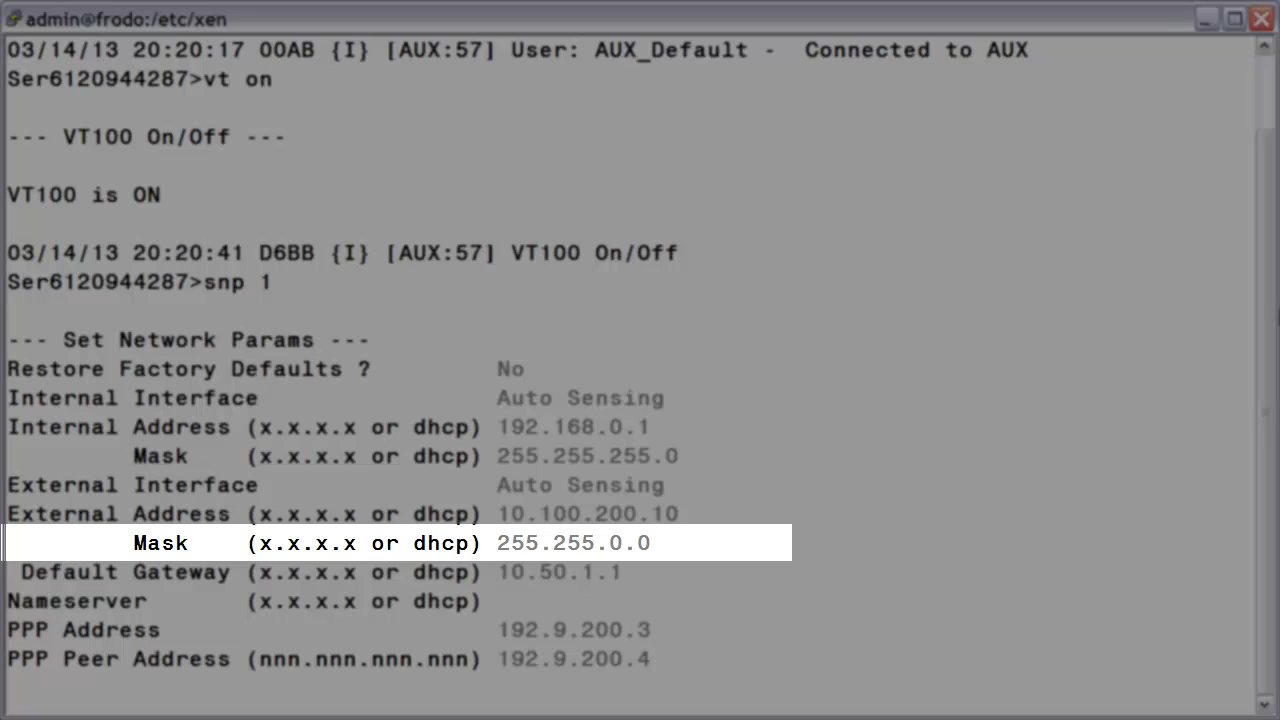 admin@frodo:/etc/xen
03/14/13 20:20:17 00AB {I} [AUX:57] User: AUX_Default -  Connected to AUX
Ser6120944287>vt on
--- VT100 On/Off ---
VT100 is ON
03/14/13 20:20:41 D6BB {I} [AUX:57] VT100 On/Off
Ser6120944287>snp 1
--- Set Network Params ---
Restore Factory Defaults ?         No
Internal Interface                 Auto Sensing
Internal Address (x.x.x.x or dhcp) 192.168.0.1
         Mask    (x.x.x.x or dhcp) 255.255.255.0
External Interface                 Auto Sensing
External Address (x.x.x.x or dhcp) 10.100.200.10
         Mask    (x.x.x.x or dhcp) 255.255.0.0
 Default Gateway (x.x.x.x or dhcp) 10.50.1.1
Nameserver       (x.x.x.x or dhcp)
PPP Address                        192.9.200.3
PPP Peer Address (nnn.nnn.nnn.nnn) 192.9.200.4